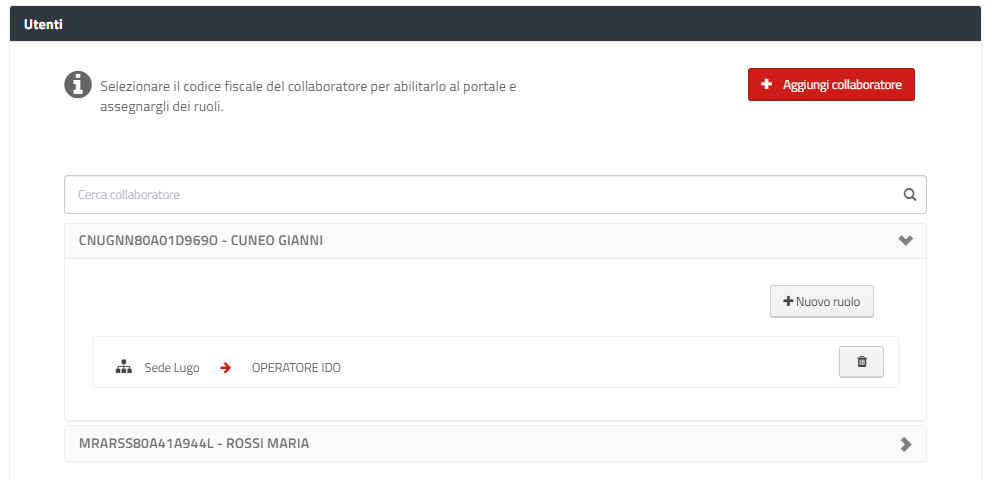 Utenti
Selezionare il codice fiscale del collaboratore per abilitarlo al portale e
assegnargli dei ruoli.
Aggiungi collaboratore
Cerca collaboratore
CNUGNN80A01D969O - CUNEO GIANNI
Nuovo ruolo
Sede Lugo OPERATORE IDO
MRARSS80A41A944L - ROSSI MARIA